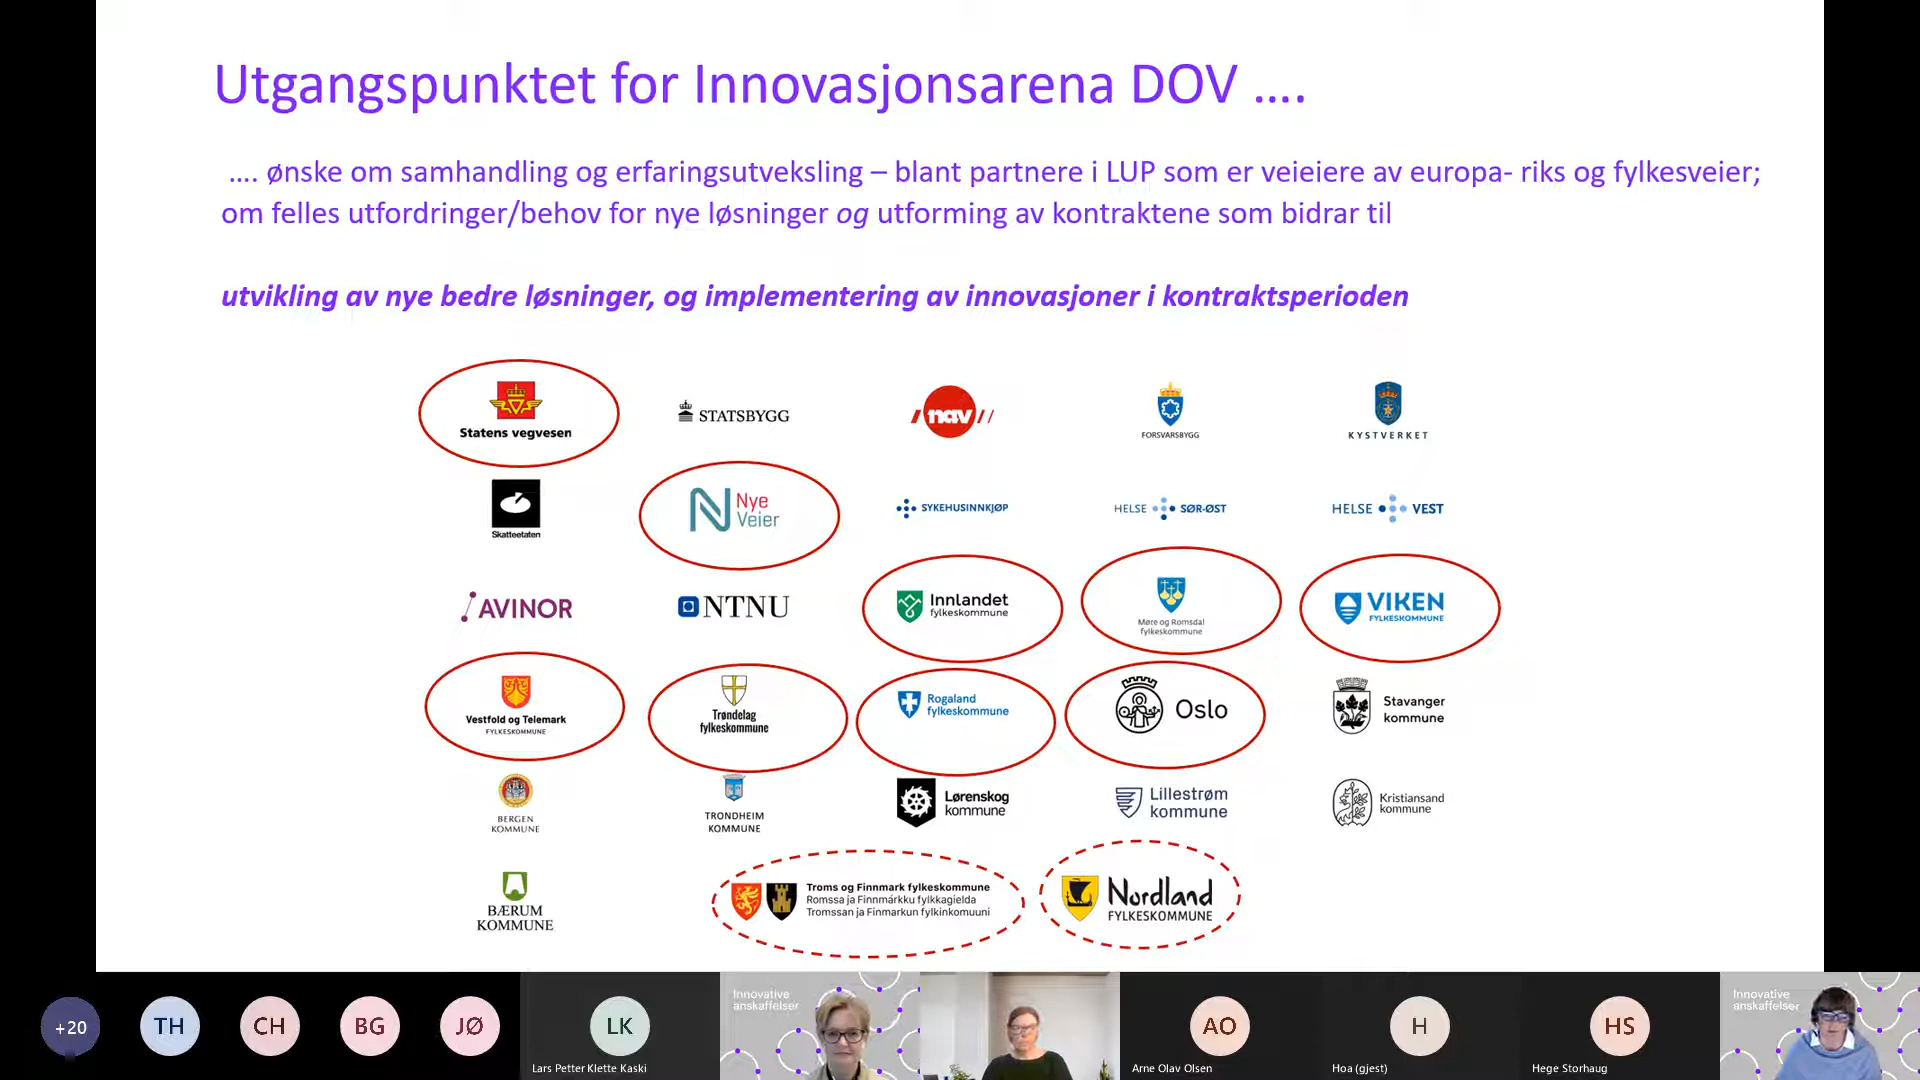 Utgangspunktet for Innovasjonsarena DOV ....
.... ønske om samhandling og erfaringsutveksling – blant partnere i LUP som er veieiere av europa- riks og fylkesveier;
om felles utfordringer/behov for nye løsninger og utforming av kontraktene som bidrar til
utvikling av nye bedre løsninger, og implementering av innovasjoner i kontraktsperioden
Statens vegvesen
STATSBYGG
nav
FORSVARSBYGG
KYSTVERKET
Skatteetaten
Nye
Veier
SYKEHUSINNKJØP
HELSE SØR-ØST
HELSE VEST
AVINOR
NTNU
Innlandet
fylkeskommune
Møre og Romsdal
fylkeskommune
VIKEN
FYLKESKOMMUNE
Vestfold og Telemark
FYLKESKOMMUNE
Trøndelag
fylkeskommune
Rogaland
fylkeskommune
Oslo
Stavanger
kommune
BERGEN
KOMMUNE
TRONDHEIM
KOMMUNE
Lørenskog
kommune
Lillestrøm
kommune
Kristiansand
kommune
BÆRUM
KOMMUNE
Troms og Finnmark fylkeskommune
Romssa ja Finnmárkku fylkkagielda
Tromssan ja Finmarkun fylkinkomuuni
Nordland
FYLKESKOMMUNE
+20
TH
CH
BG
JØ
LK
Lars Petter Klette Kaski
Innovative
anskaffelser
AO
Arne Olav Olsen
H
Hoa (gjest)
HS
Hege Storhaug
Innovative
anskaffelser